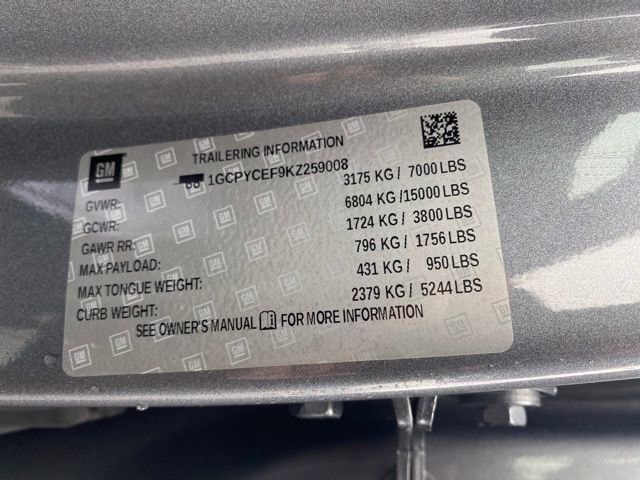 GM
TRAILERING INFORMATION
1GCPYCEF9KZ259008
GVWR: 3175 KG / 7000 LBS
GCWR: 6804 KG /15000 LBS
GAWR RR: 1724 KG / 3800 LBS
MAX PAYLOAD: 796 KG / 1756 LBS
MAX TONGUE WEIGHT: 431 KG / 950 LBS
CURB WEIGHT: 2379 KG / 5244 LBS
SEE OWNER'S MANUAL FOR MORE INFORMATION